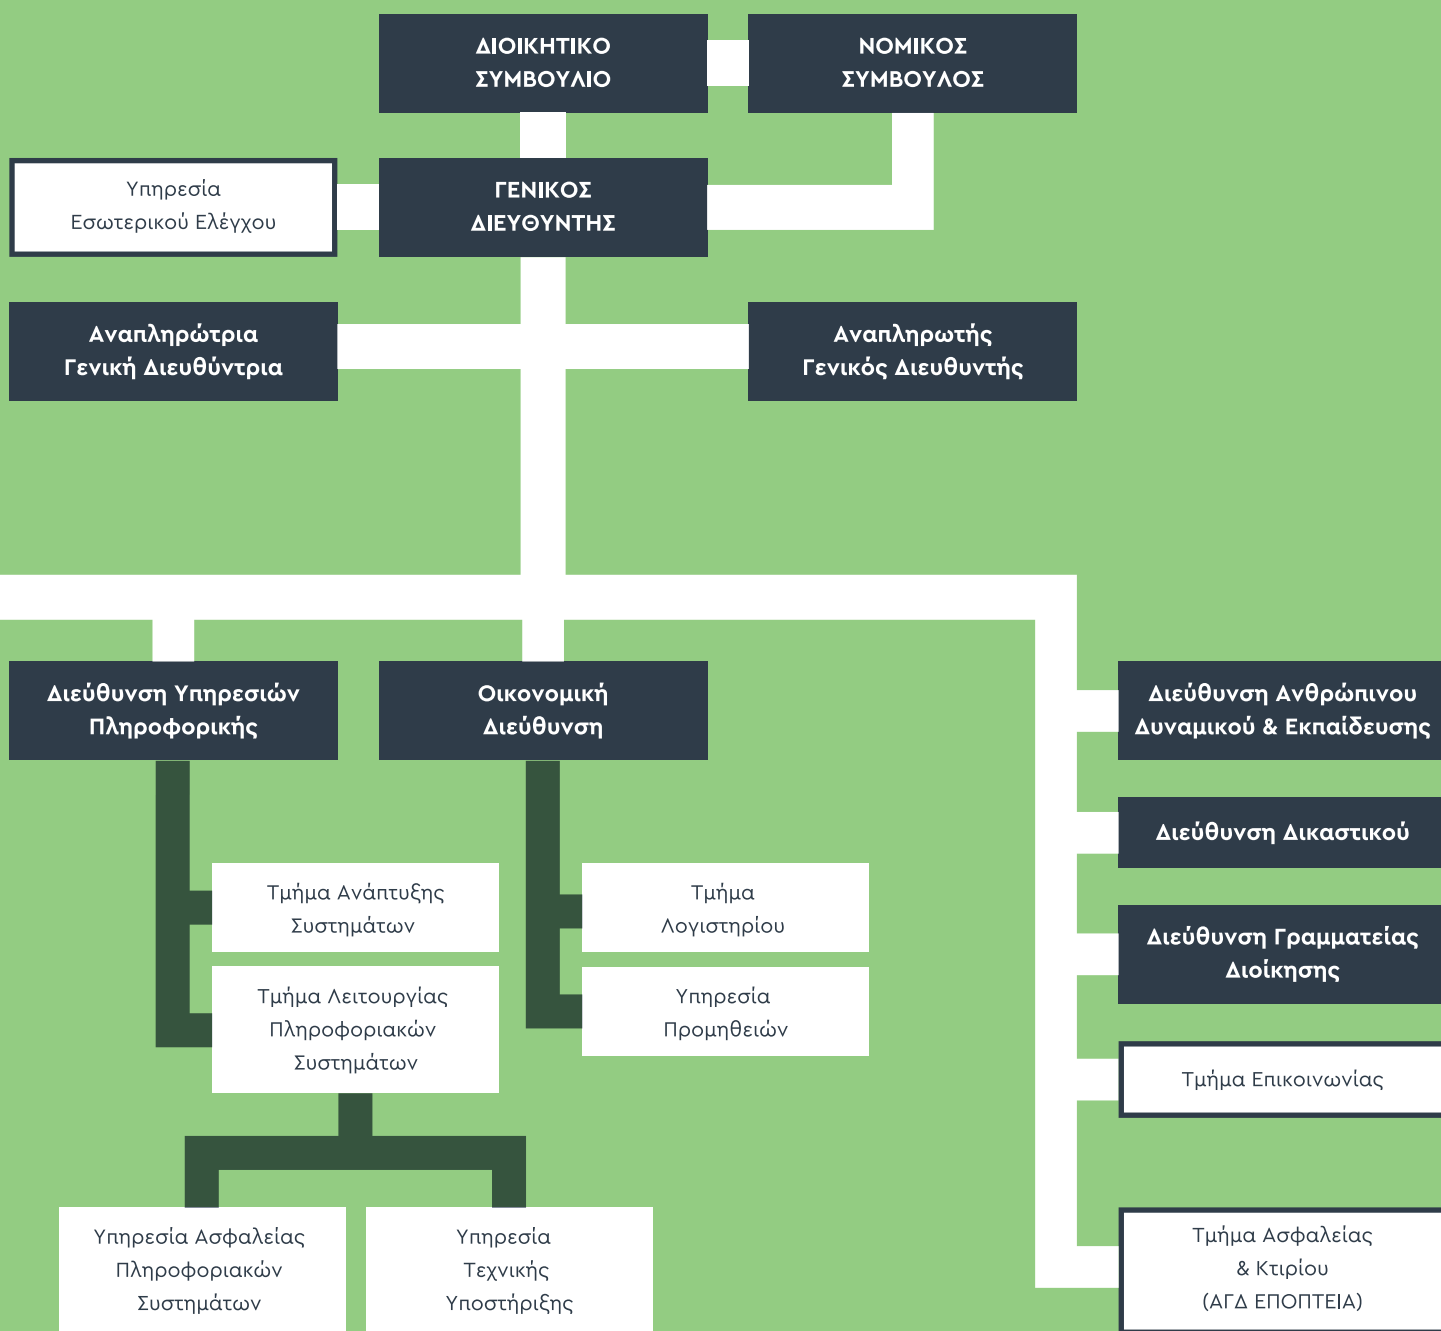 ΔΙΟΙΚΗΤΙΚΟ
ΣΥΜΒΟΥΛΙΟ
ΝΟΜΙΚΟΣ
ΣΥΜΒΟΥΛΟΣ
Υπηρεσία
Εσωτερικού Ελέγχου
ΓΕΝΙΚΟΣ
ΔΙΕΥΘΥΝΤΗΣ
Αναπληρώτρια
Γενική Διευθύντρια
Αναπληρωτής
Γενικός Διευθυντής
Διεύθυνση Υπηρεσιών
Πληροφορικής
Οικονομική
Διεύθυνση
Διεύθυνση Ανθρώπινου
Δυναμικού & Εκπαίδευσης
Διεύθυνση Δικαστικού
Διεύθυνση Γραμματείας
Διοίκησης
Τμήμα Επικοινωνίας
Τμήμα Ασφαλείας
& Κτιρίου
(ΑΓΔ ΕΠΟΠΤΕΙΑ)
Τμήμα Ανάπτυξης
Συστημάτων
Τμήμα Λειτουργίας
Πληροφοριακών
Συστημάτων
Τμήμα
Λογιστηρίου
Υπηρεσία
Προμηθειών
Υπηρεσία Ασφαλείας
Πληροφοριακών
Συστημάτων
Υπηρεσία
Τεχνικής
Υποστήριξης